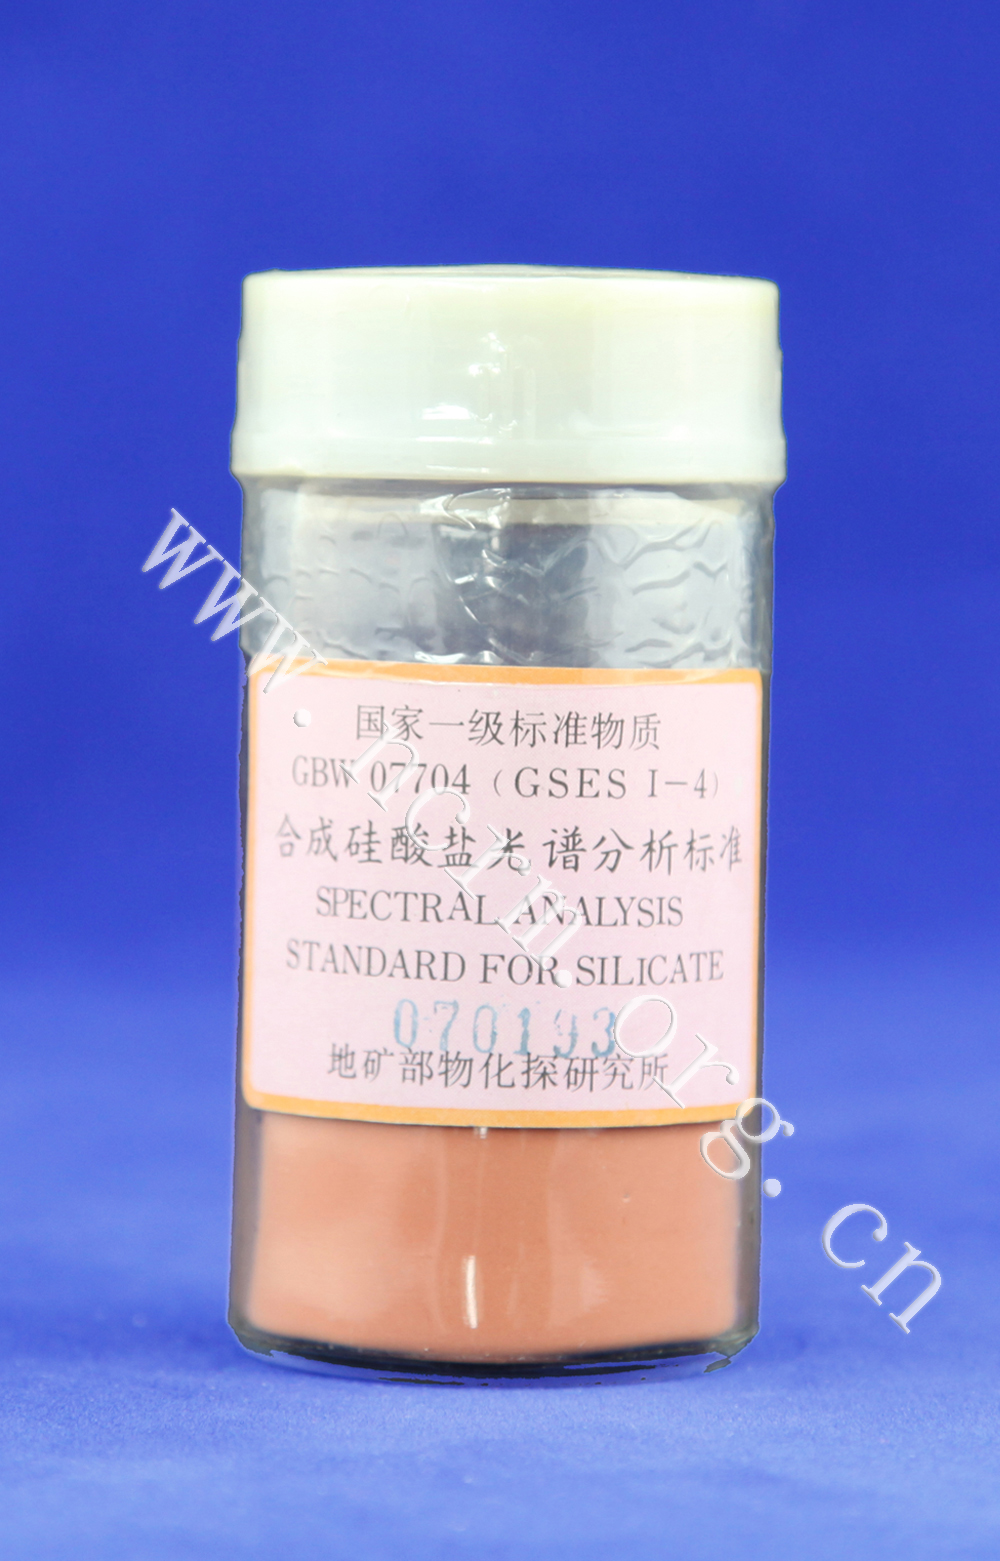 国家一级标准物质
GBW 07704 (GSES I-4)
合成硅酸盐光谱分析标准
SPECTRAL ANALYSIS
STANDARD FOR SILICATE
070193
地矿部物化探研究所
www.ncrm.org.cn